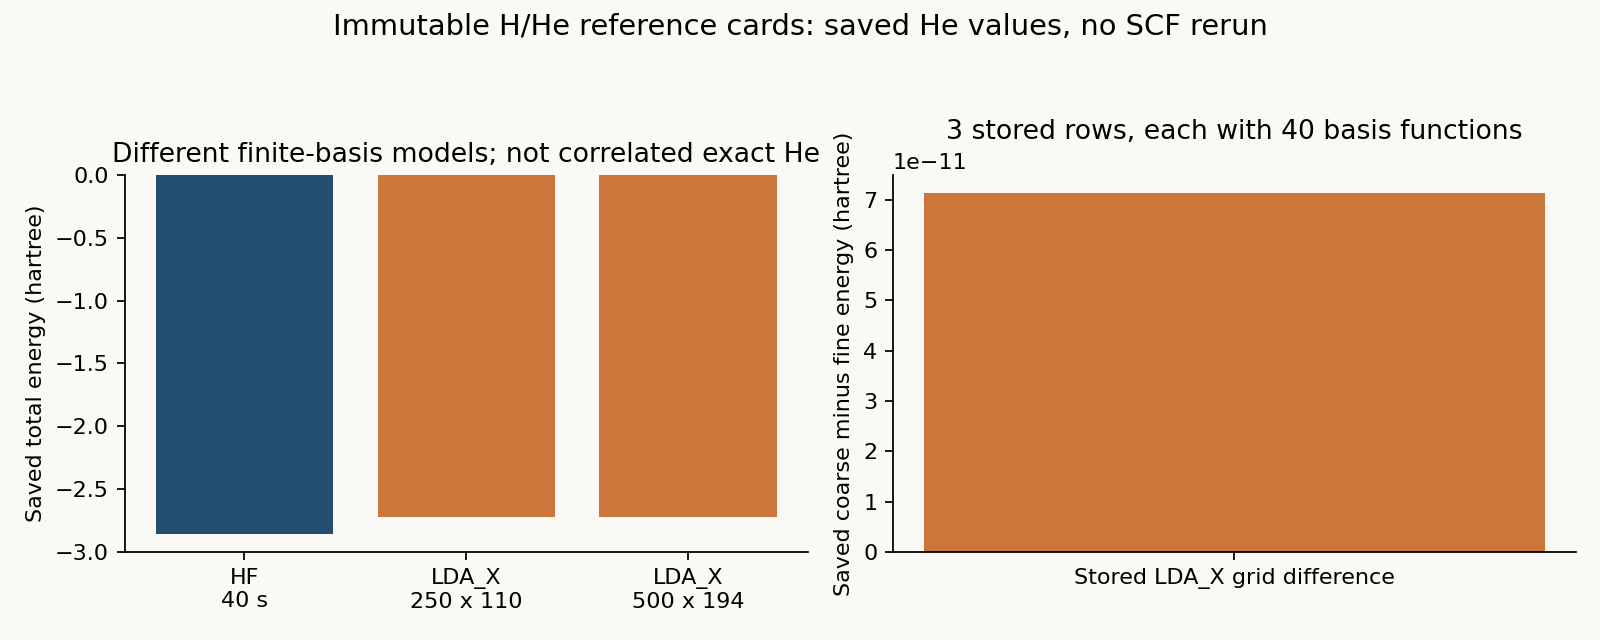 Immutable H/He reference cards: saved He values, no SCF rerun
Different finite-basis models; not correlated exact He
Saved total energy (hartree)
0.0
−0.5
−1.0
−1.5
−2.0
−2.5
−3.0
HF
40 s
LDA_X
250 x 110
LDA_X
500 x 194
3 stored rows, each with 40 basis functions
1e−11
Saved coarse minus fine energy (hartree)
7
6
5
4
3
2
1
0
Stored LDA_X grid difference